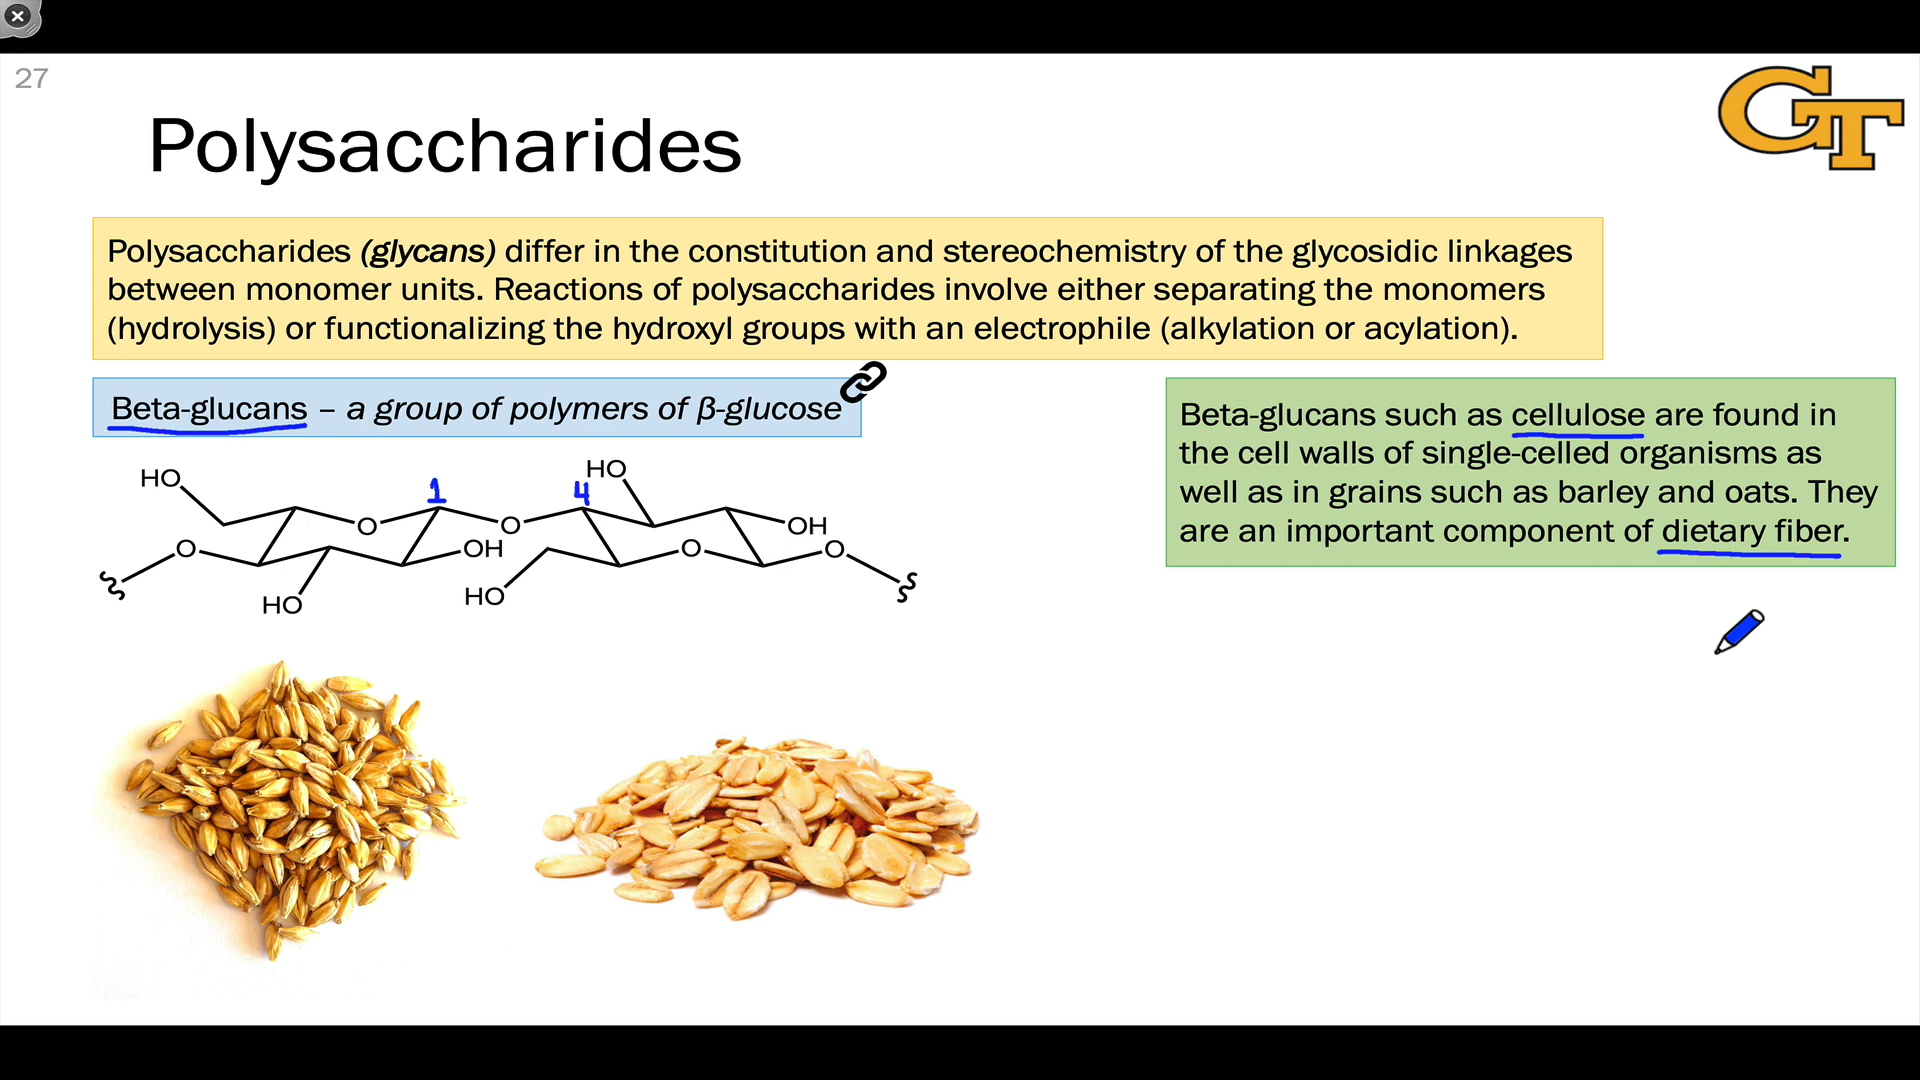 27
GT
Polysaccharides
Polysaccharides (glycans) differ in the constitution and stereochemistry of the glycosidic linkages
between monomer units. Reactions of polysaccharides involve either separating the monomers
(hydrolysis) or functionalizing the hydroxyl groups with an electrophile (alkylation or acylation).
Beta-glucans – a group of polymers of β-glucose
Beta-glucans such as cellulose are found in
the cell walls of single-celled organisms as
well as in grains such as barley and oats. They
are an important component of dietary fiber.
HO 1 4 HO
O O OH
O OH O O
HO HO